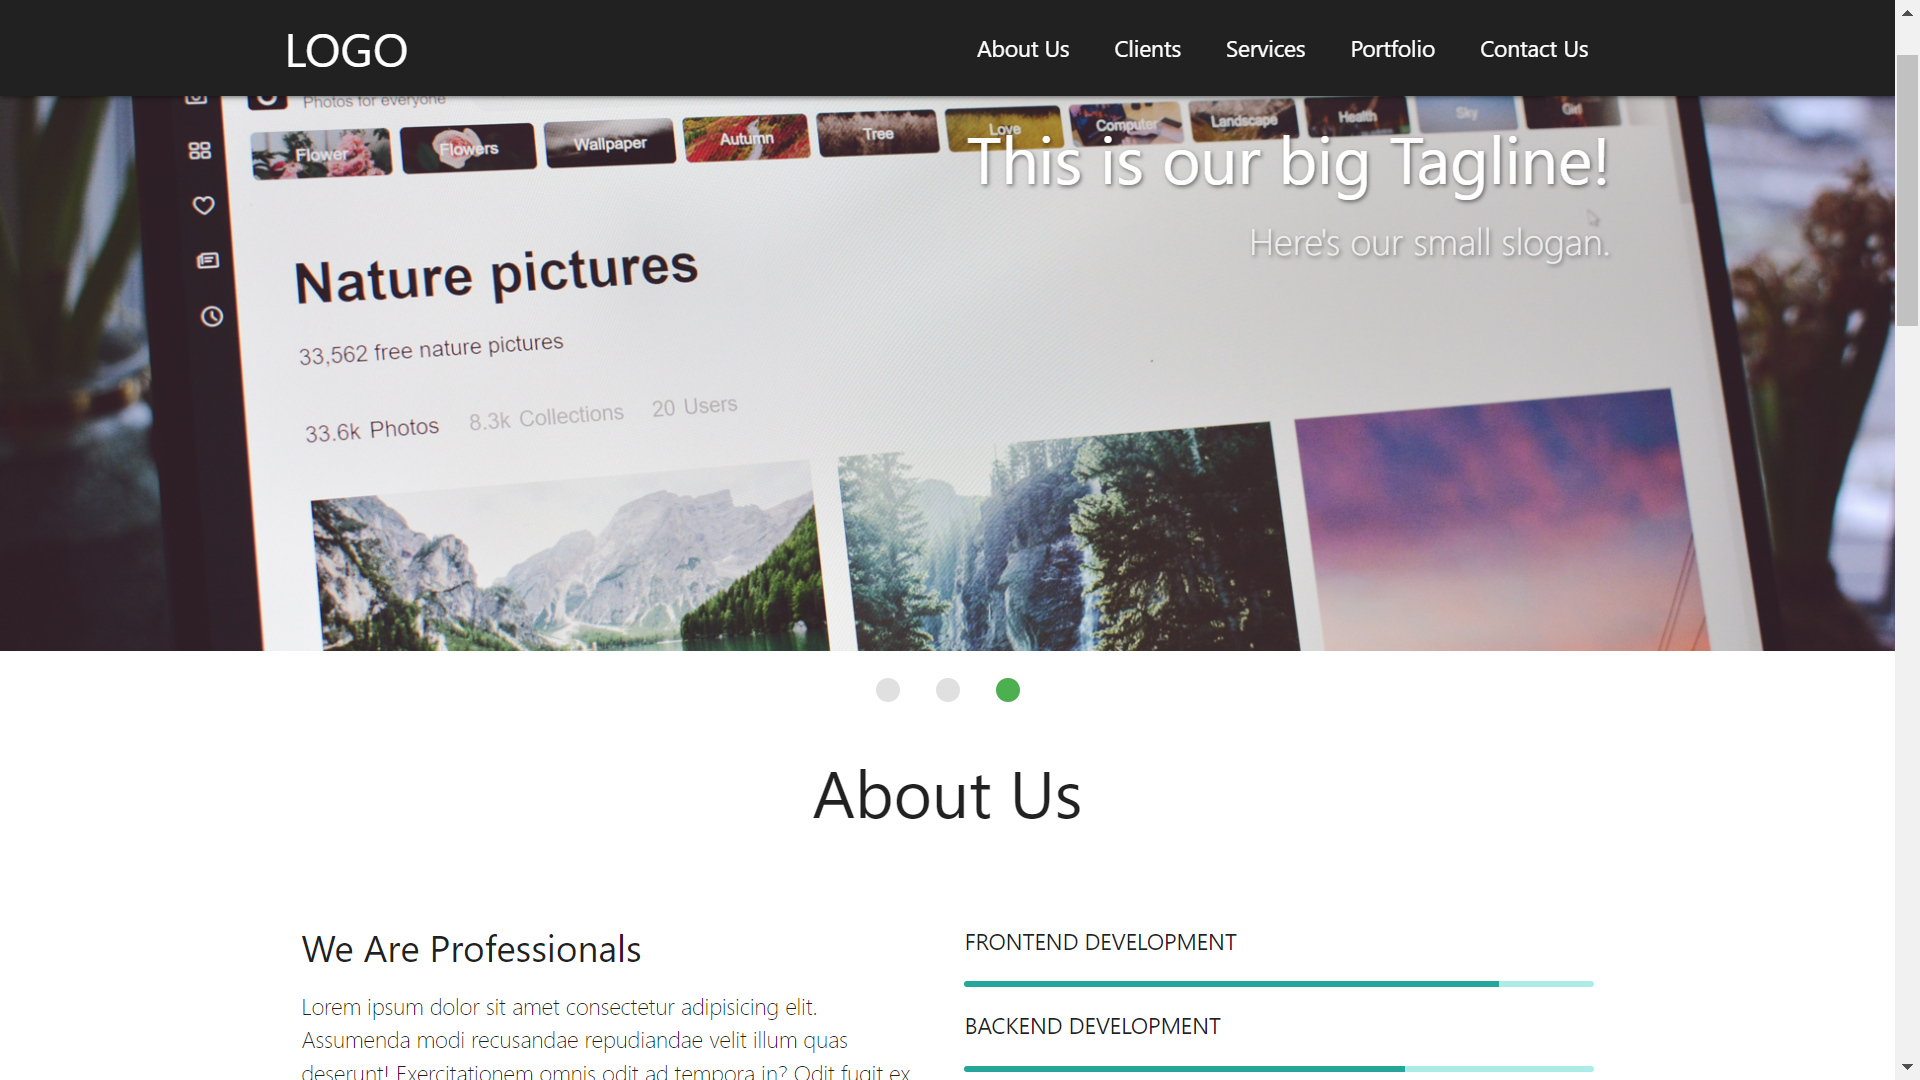 LOGO
About Us
Clients
Services
Portfolio
Contact Us
Photos for everyone
Flower
Flowers
Wallpaper
Autumn
Tree
Love
Computer
Landscape
Health
Sky
Girl
This is our big Tagline!
Here's our small slogan.
Nature pictures
33,562 free nature pictures
33.6k Photos
8.3k Collections
20 Users
About Us
We Are Professionals
Lorem ipsum dolor sit amet consectetur adipisicing elit.
Assumenda modi recusandae repudiandae velit illum quas
deserunt! Exercitationem omnis odit ad tempora in? Odit fugit ex
FRONTEND DEVELOPMENT
BACKEND DEVELOPMENT